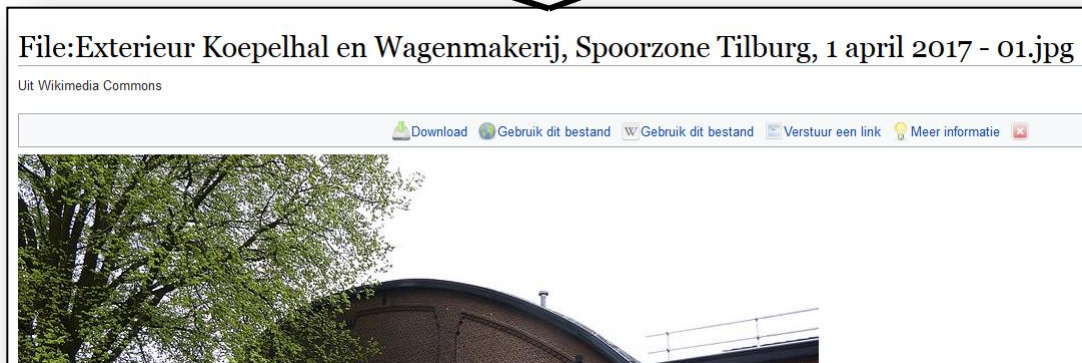 File:Exterieur Koepelhal en Wagenmakerij, Spoorzone Tilburg, 1 april 2017 - 01.jpg
Uit Wikimedia Commons
Download Gebruik dit bestand W Gebruik dit bestand Verstuur een link Meer informatie